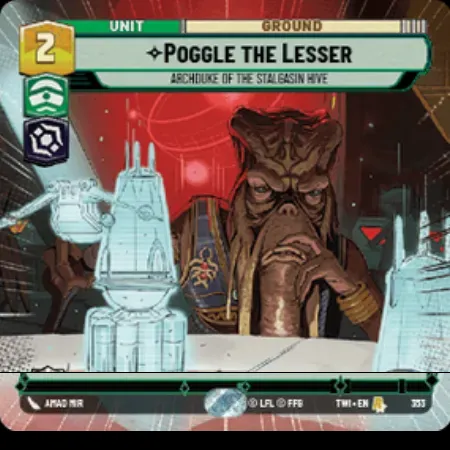 UNIT GROUND
2
POGGLE THE LESSER
ARCHDUKE OF THE STALGASIN HIVE
AMAD MIR Ⓢ LFL Ⓢ FFG TWI • EN 353